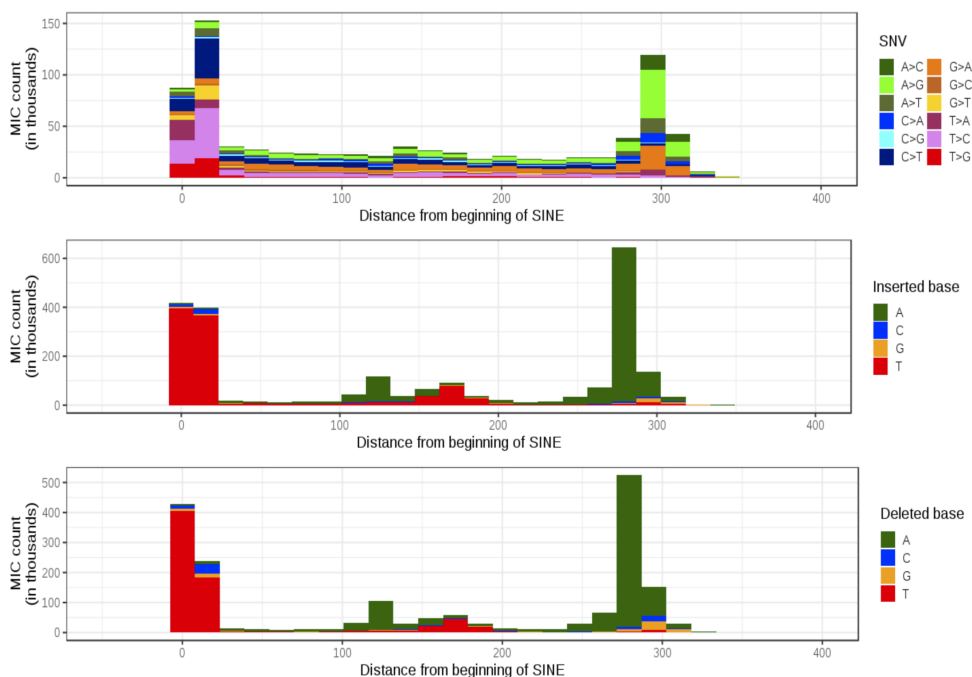 150
100
50
0
MIC count
(in thousands)
0
100
200
300
400
Distance from beginning of SINE
SNV
A>C
G>A
A>G
G>C
A>T
G>T
C>A
T>A
C>G
T>C
C>T
T>G
600
400
200
0
MIC count
(in thousands)
0
100
200
300
400
Distance from beginning of SINE
Inserted base
A
C
G
T
500
400
300
200
100
0
MIC count
(in thousands)
0
100
200
300
400
Distance from beginning of SINE
Deleted base
A
C
G
T